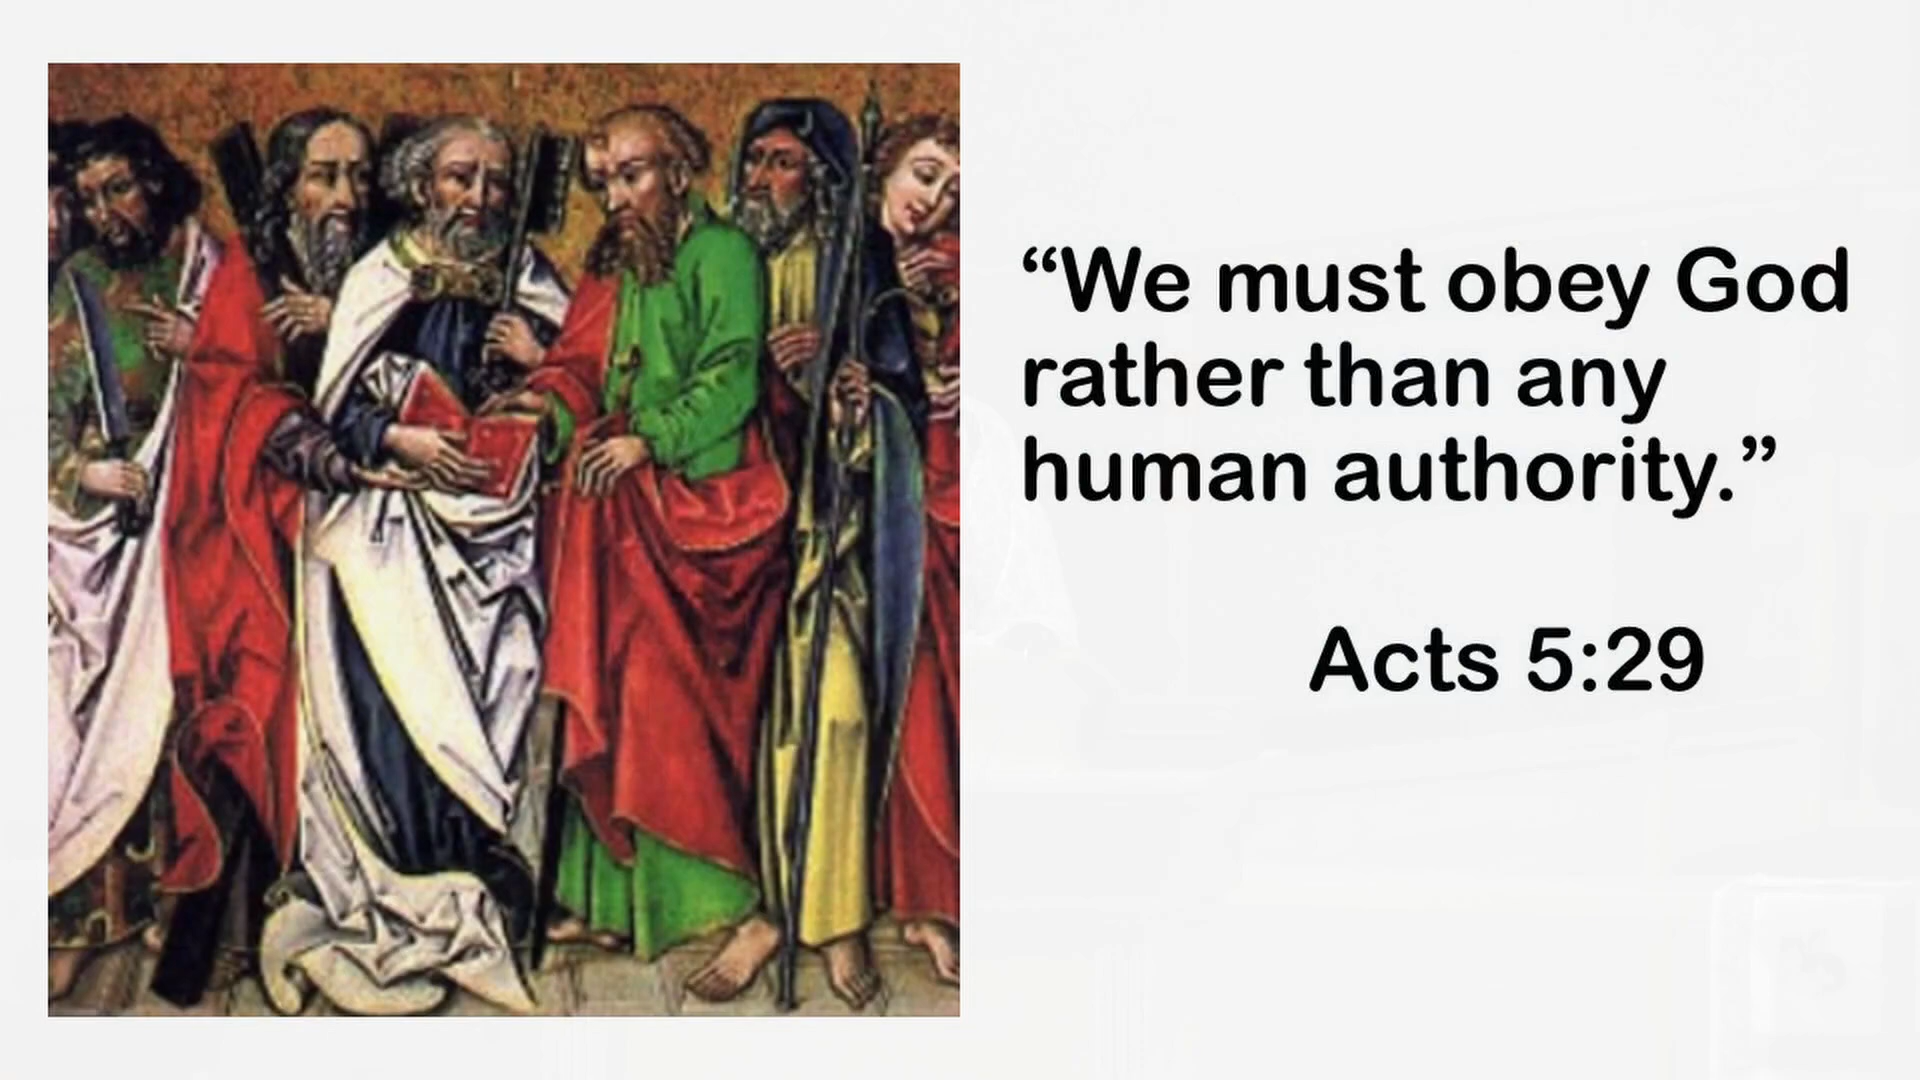 “We must obey God
rather than any
human authority.”
Acts 5:29